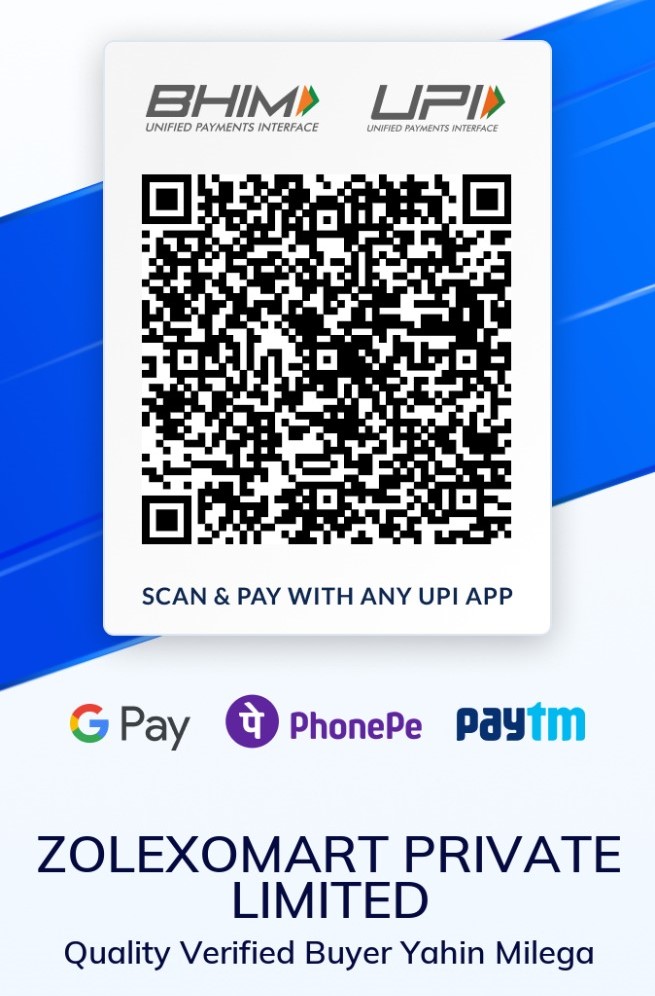 BHIM UPI
UNIFIED PAYMENTS INTERFACE UNIFIED PAYMENTS INTERFACE
SCAN & PAY WITH ANY UPI APP
G Pay पे PhonePe paytm
ZOLEXOMART PRIVATE
LIMITED
Quality Verified Buyer Yahin Milega